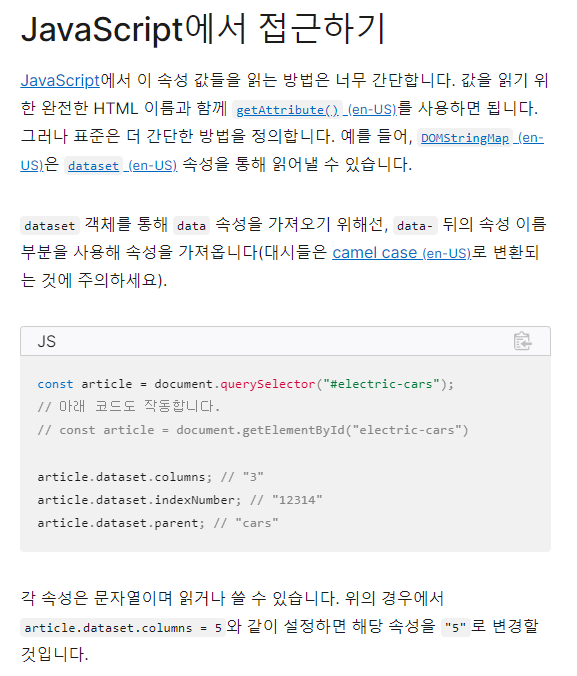 JavaScript에서 접근하기
JavaScript에서 이 속성 값들을 읽는 방법은 너무 간단합니다. 값을 읽기 위
한 완전한 HTML 이름과 함께 getAttribute() (en-US)를 사용하면 됩니다.
그러나 표준은 더 간단한 방법을 정의합니다. 예를 들어, DOMStringMap (en-
US)은 dataset (en-US) 속성을 통해 읽어낼 수 있습니다.
dataset 객체를 통해 data 속성을 가져오기 위해선, data- 뒤의 속성 이름
부분을 사용해 속성을 가져옵니다(대시들은 camel case (en-US)로 변환되
는 것에 주의하세요).
JS
const article = document.querySelector("#electric-cars");
// 아래 코드도 작동합니다.
// const article = document.getElementById("electric-cars")
article.dataset.columns; // "3"
article.dataset.indexNumber; // "12314"
article.dataset.parent; // "cars"
각 속성은 문자열이며 읽거나 쓸 수 있습니다. 위의 경우에서
article.dataset.columns = 5 와 같이 설정하면 해당 속성을 "5" 로 변경할
것입니다.